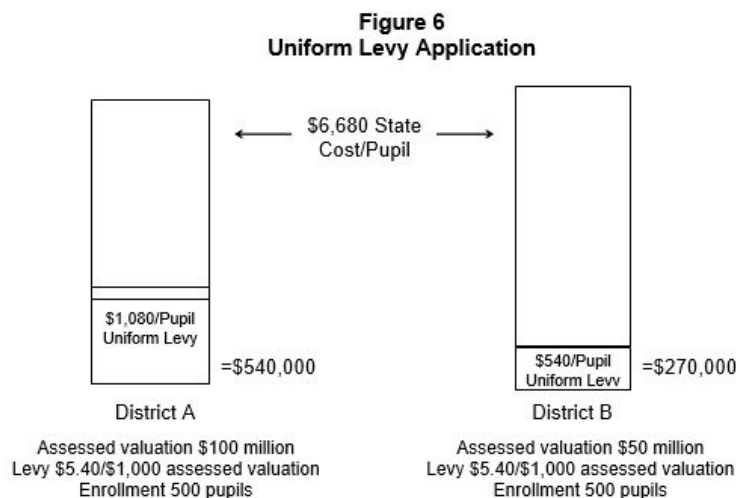 Figure 6
Uniform Levy Application
$6,680 State
Cost/Pupil
$1,080/Pupil
Uniform Levy
=$540,000
$540/Pupil
Uniform Levy
=$270,000
District A
District B
Assessed valuation $100 million
Levy $5.40/$1,000 assessed valuation
Enrollment 500 pupils
Assessed valuation $50 million
Levy $5.40/$1,000 assessed valuation
Enrollment 500 pupils